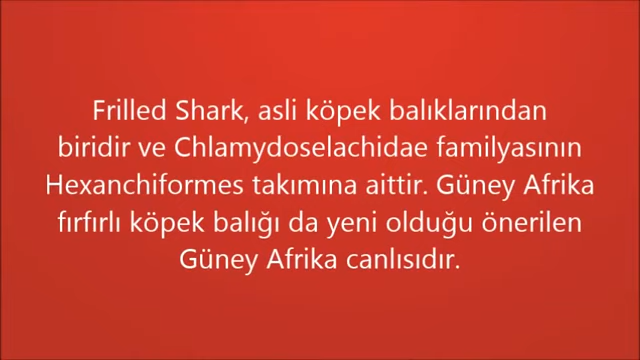 Frilled Shark, asli köpek balıklarından
biridir ve Chlamydoselachidae familyasının
Hexanchiformes takımına aittir. Güney Afrika
fırfırlı köpek balığı da yeni olduğu önerilen
Güney Afrika canlısıdır.